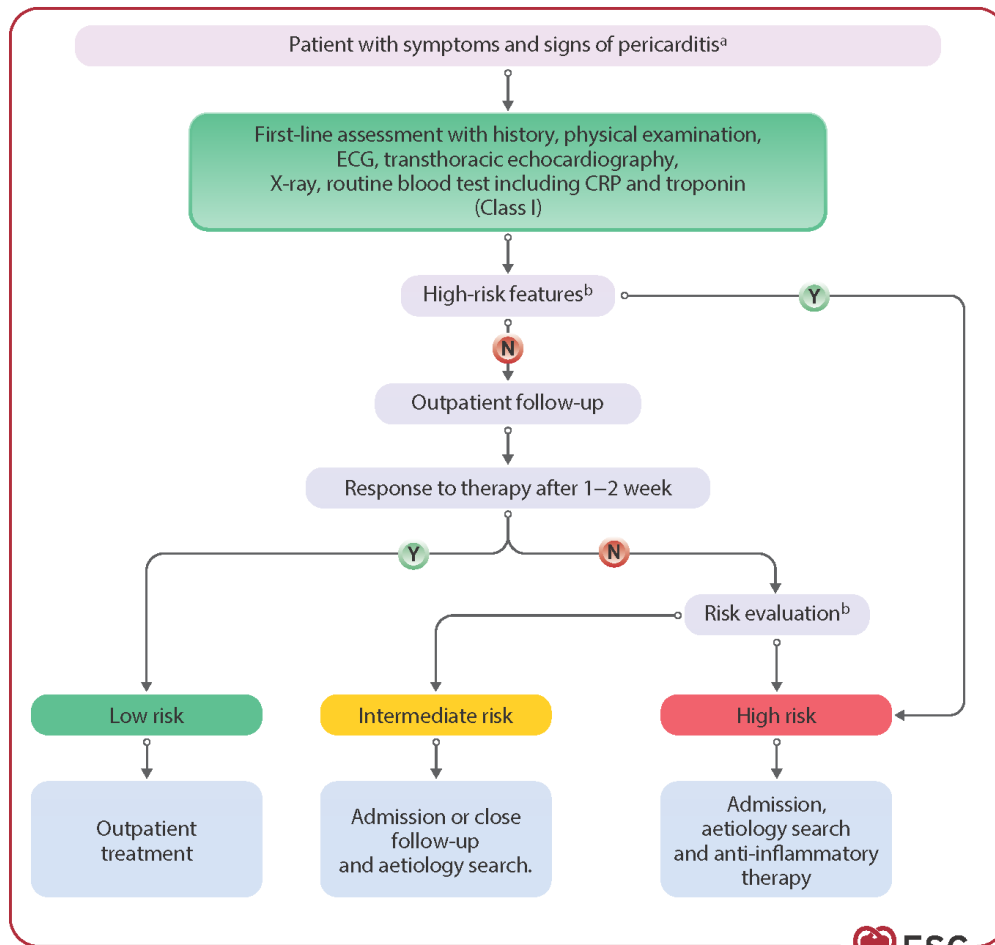 Patient with symptoms and signs of pericarditisᵃ
First-line assessment with history, physical examination,
ECG, transthoracic echocardiography,
X-ray, routine blood test including CRP and troponin
(Class I)
High-risk featuresᵇ
Y
N
Outpatient follow-up
Response to therapy after 1–2 week
Y
N
Risk evaluationᵇ
Low risk
Intermediate risk
High risk
Outpatient
treatment
Admission or close
follow-up
and aetiology search.
Admission,
aetiology search
and anti-inflammatory
therapy
ESC